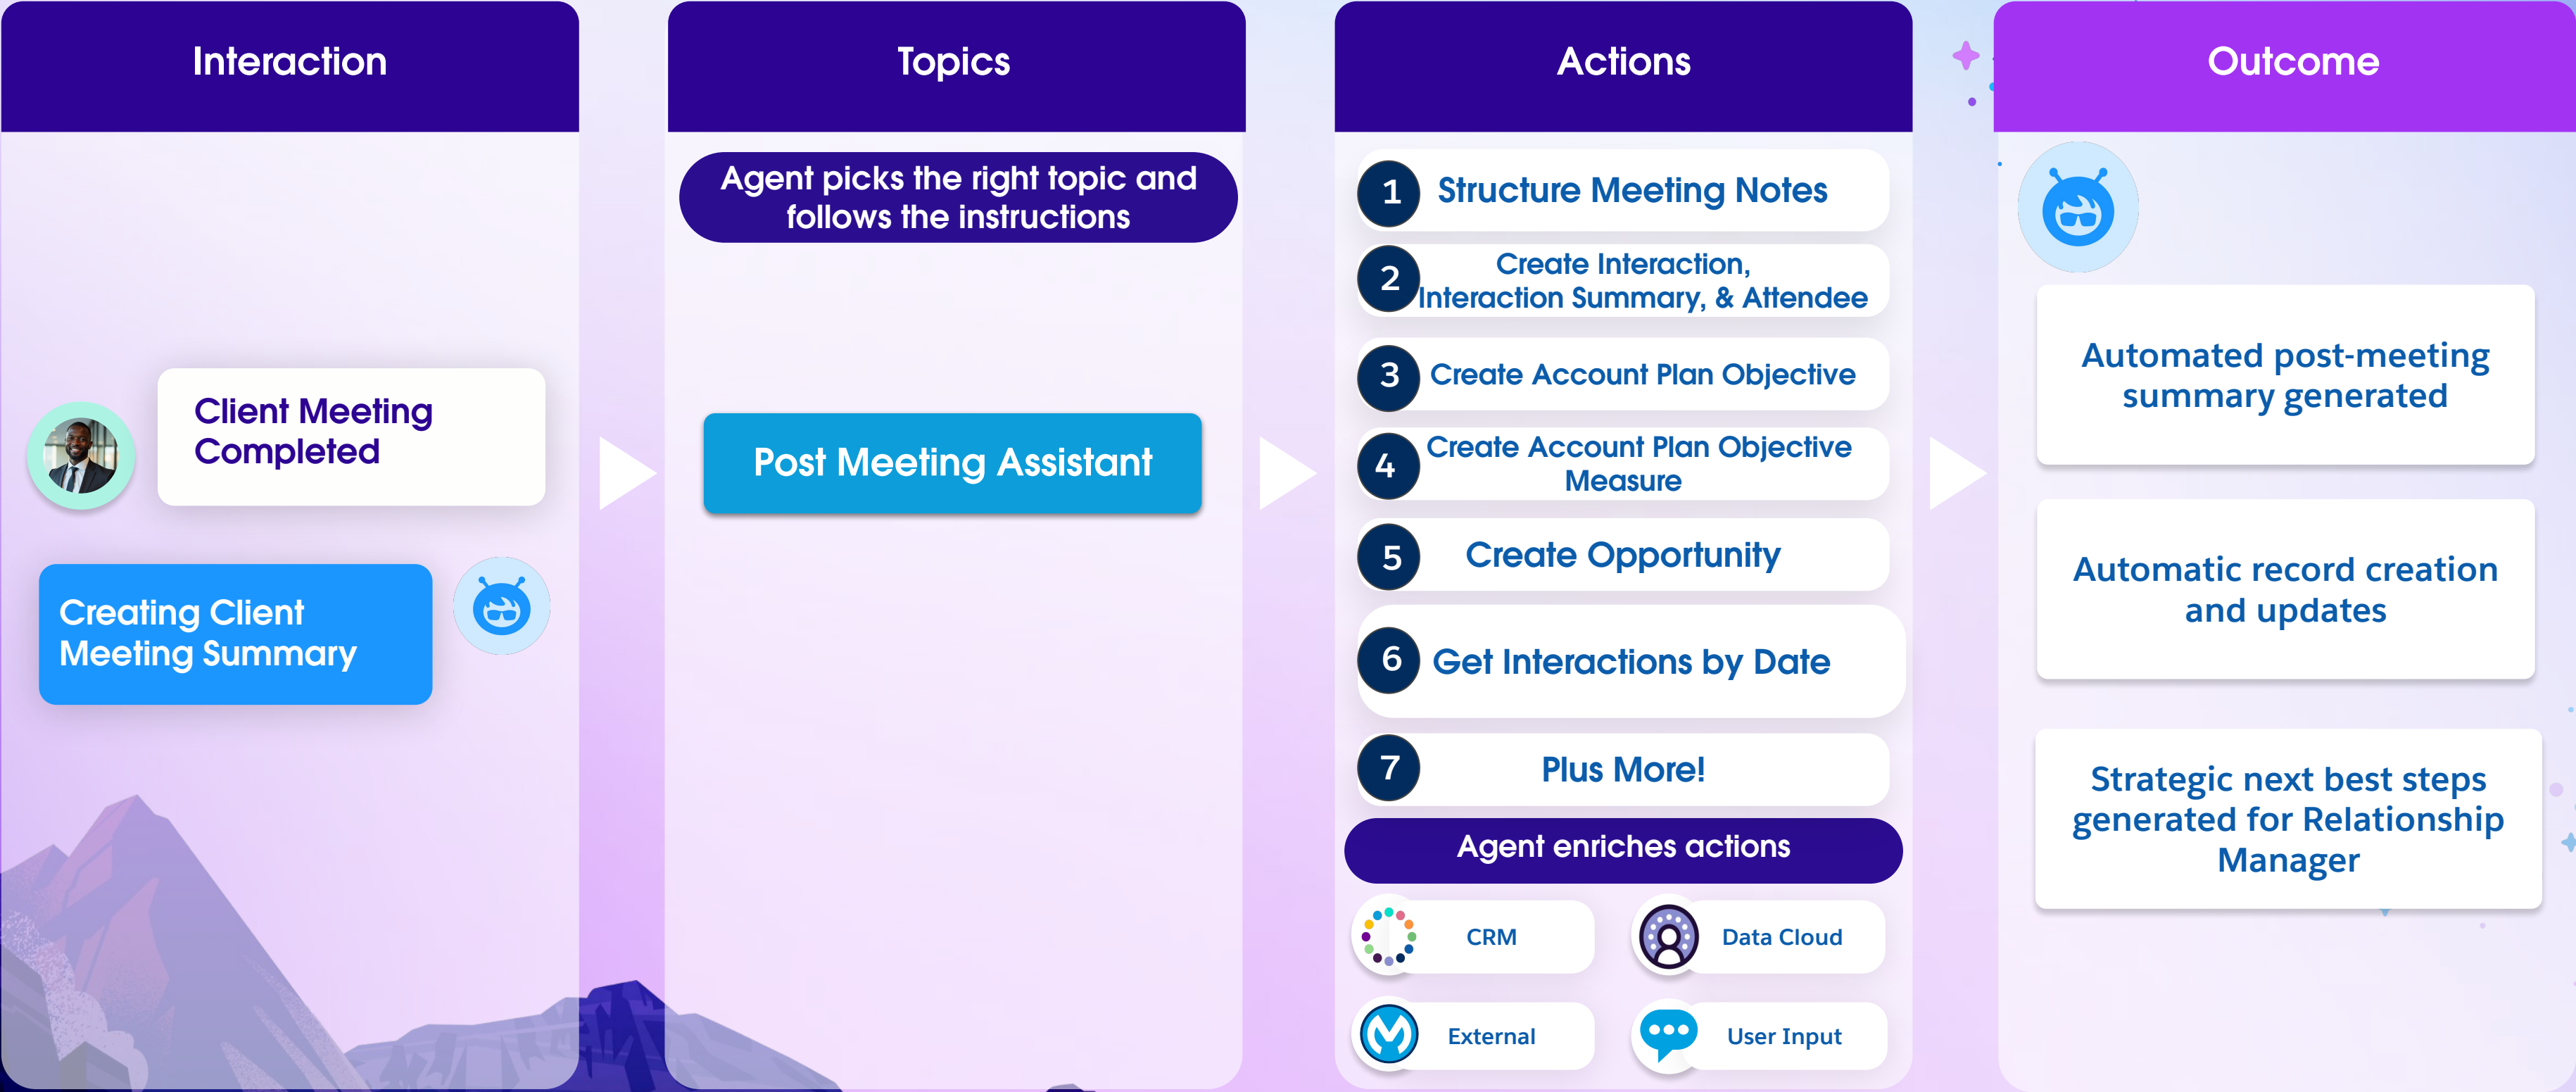 Interaction
Client Meeting
Completed
Creating Client
Meeting Summary
Topics
Agent picks the right topic and
follows the instructions
Post Meeting Assistant
Actions
1 Structure Meeting Notes
2 Create Interaction,
Interaction Summary, & Attendee
3 Create Account Plan Objective
4 Create Account Plan Objective
Measure
5 Create Opportunity
6 Get Interactions by Date
7 Plus More!
Agent enriches actions
CRM
Data Cloud
External
User Input
Outcome
Automated post-meeting
summary generated
Automatic record creation
and updates
Strategic next best steps
generated for Relationship
Manager